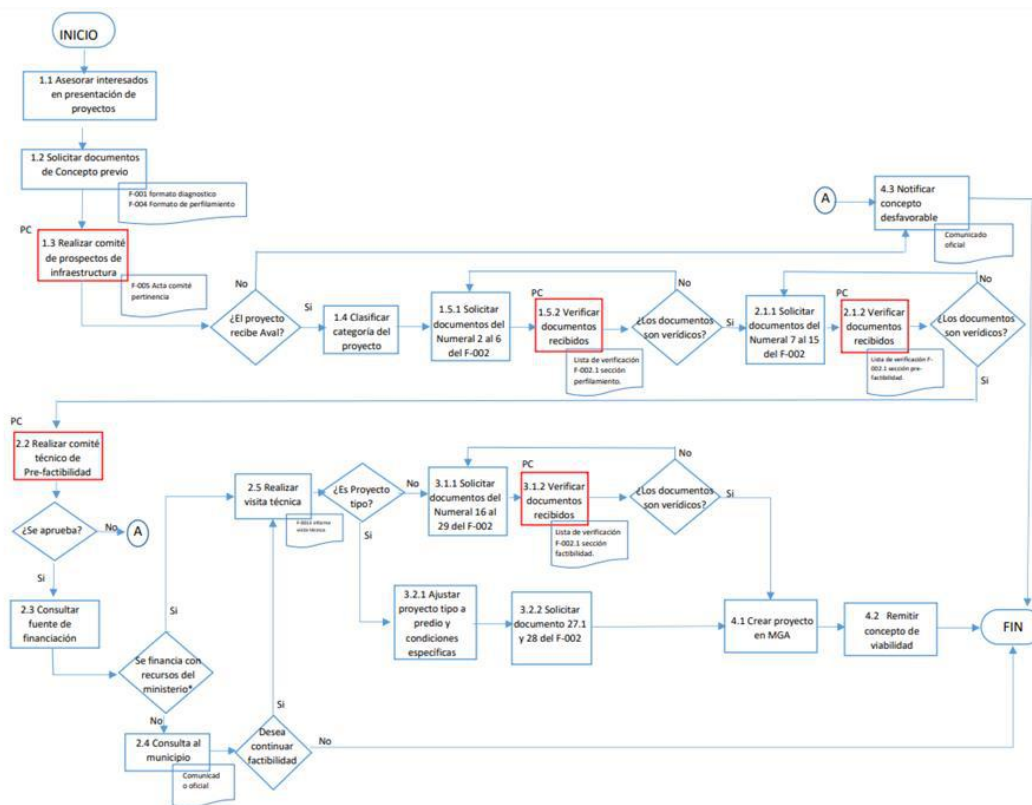 INICIO
1.1 Asesorar interesados
en presentación de
proyectos
1.2 Solicitar documentos
de Concepto previo
F-001 formato diagnostico
F-004 Formato de perfilamiento
PC
1.3 Realizar comité
de prospectos de
infraestructura
F-005 Acta comité
pertinencia
A
4.3 Notificar
concepto
desfavorable
Comunicado
oficial
No
¿El proyecto
recibe Aval?
Si
1.4 Clasificar
categoría del
proyecto
1.5.1 Solicitar
documentos del
Numeral 2 al 6
del F-002
PC
1.5.2 Verificar
documentos
recibidos
Lista de verificación
F-002.1 sección
perfilamiento.
No
¿Los documentos
son verídicos?
Si
2.1.1 Solicitar
documentos del
Numeral 7 al 15
del F-002
PC
2.1.2 Verificar
documentos
recibidos
Lista de verificación F-
002.1 sección pre-
factibilidad.
No
¿Los documentos
son verídicos?
Si
PC
2.2 Realizar comité
técnico de
Pre-factibilidad
¿Se aprueba?
No
A
Si
2.3 Consultar
fuente de
financiación
Si
Se financia con
recursos del
ministerio*
No
2.4 Consulta al
municipio
Comunicad
o oficial
Si
Desea
continuar
factibilidad
No
2.5 Realizar
visita técnica
¿Es Proyecto
tipo?
No
Si
3.1.1 Solicitar
documentos del
Numeral 16 al
29 del F-002
PC
3.1.2 Verificar
documentos
recibidos
Lista de verificación
F-002.1 sección
factibilidad.
No
¿Los documentos
son verídicos?
Si
3.2.1 Ajustar
proyecto tipo a
predio y
condiciones
específicas
3.2.2 Solicitar
documento 27.1
y 28 del F-002
4.1 Crear proyecto
en MGA
4.2 Remitir
concepto de
viabilidad
FIN